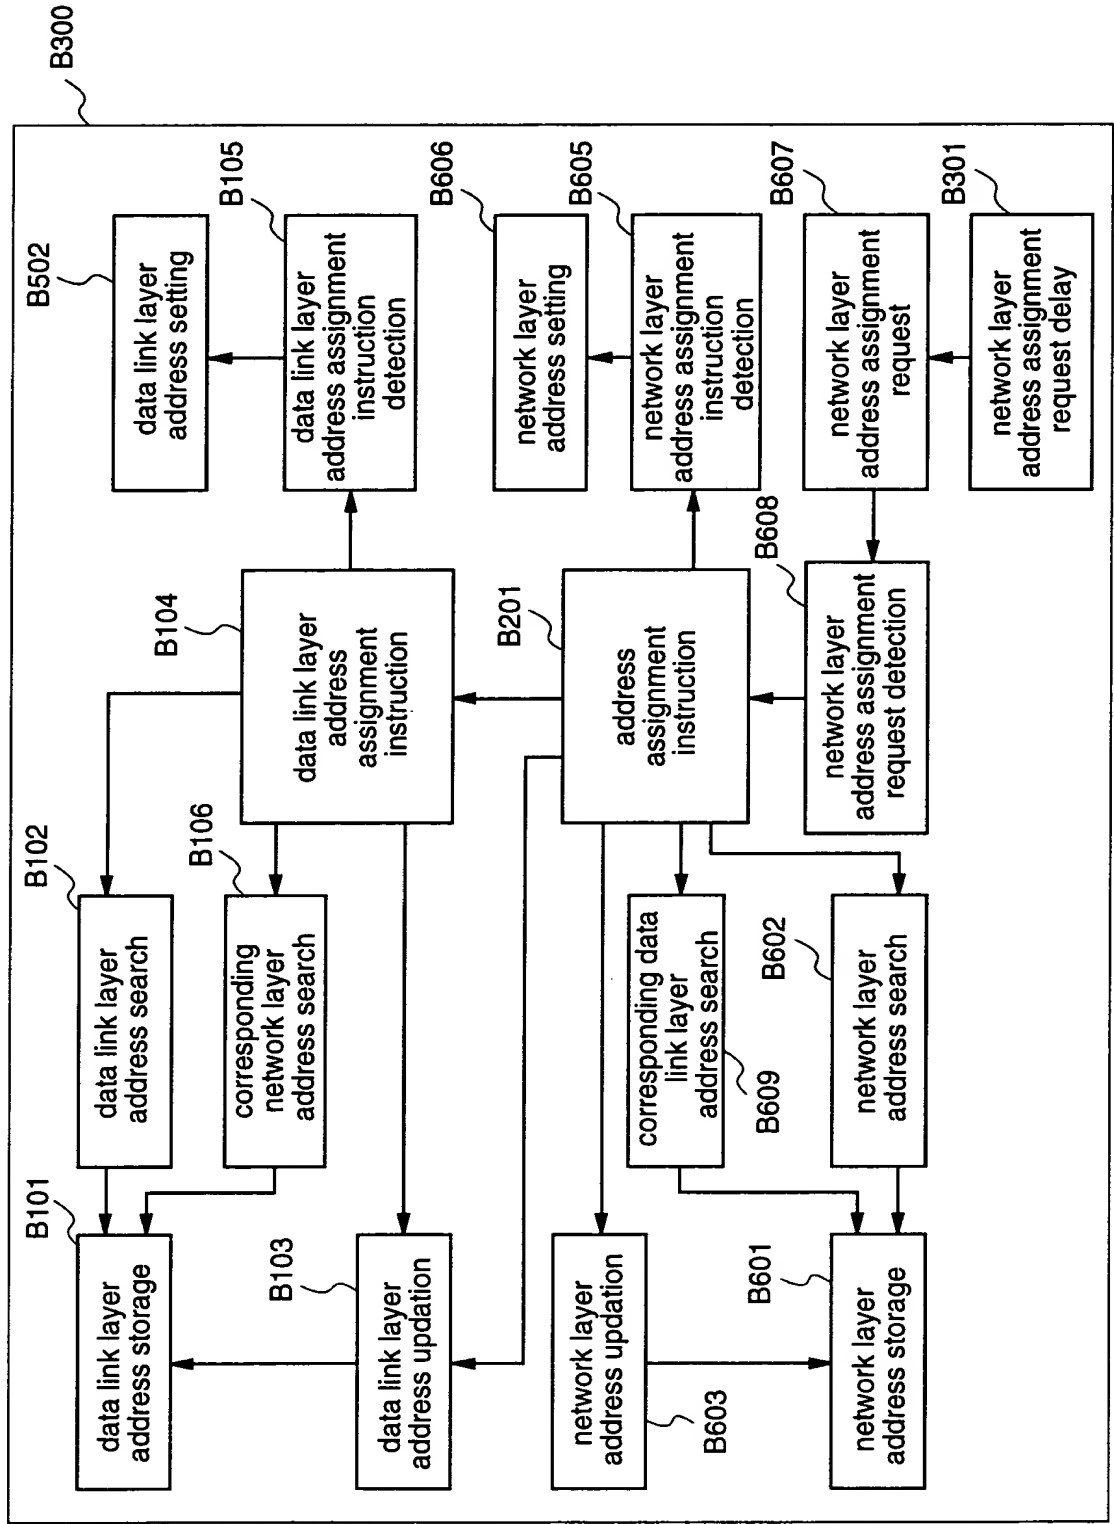 B300
B101
data link layer
address storage
B102
data link layer
address search
B502
data link layer
address setting
B106
corresponding
network layer
address search
B104
data link layer
address
assignment
instruction
B105
data link layer
address assignment
instruction
detection
B103
data link layer
address updation
network layer
address updation
B603
corresponding data
link layer
address search
B609
B201
address
assignment
instruction
B606
network layer
address setting
B605
network layer
address assignment
instruction
detection
B601
network layer
address storage
B602
network layer
address search
B608
network layer
address assignment
request detection
B607
network layer
address assignment
request
B301
network layer
address assignment
request delay